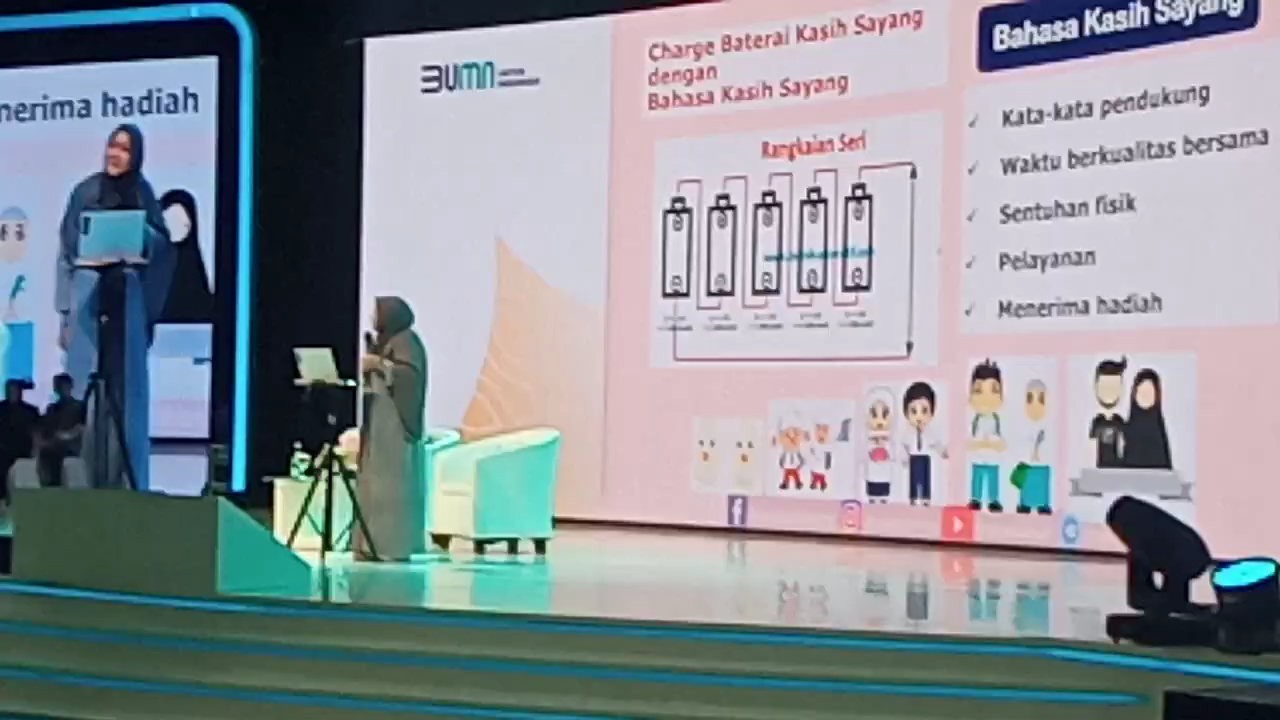 nerima hadiah
BUMN
Charge Baterai Kasih Sayang
dengan
Bahasa Kasih Sayang
Rangkaian Seri
Bahasa Kasih Sayang
✓ Kata-kata pendukung
✓ Waktu berkualitas bersama
✓ Sentuhan fisik
✓ Pelayanan
✓ Menerima hadiah